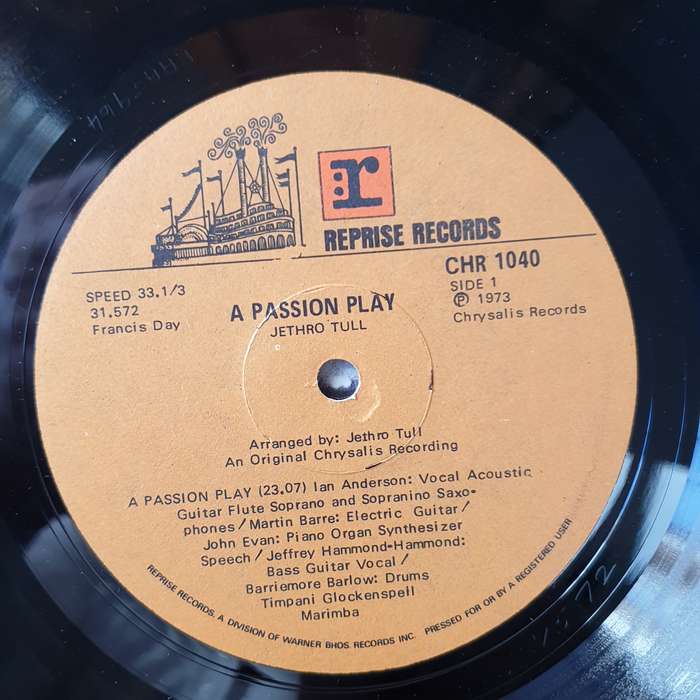 r
REPRISE RECORDS
CHR 1040
SIDE 1
Ⓟ 1973
Chrysalis Records
SPEED 33.1/3
31.572
Francis Day
A PASSION PLAY
JETHRO TULL
Arranged by: Jethro Tull
An Original Chrysalis Recording
A PASSION PLAY (23.07) Ian Anderson: Vocal Acoustic
Guitar Flute Soprano and Sopranino Saxo-
phones/Martin Barre: Electric Guitar/
John Evan: Piano Organ Synthesizer
Speech/Jeffrey Hammond-Hammond:
Bass Guitar Vocal/
Barriemore Barlow: Drums
Timpani Glockenspell
Marimba
REPRISE RECORDS, A DIVISION OF WARNER BHOS. RECORDS INC. PRESSED FOR OR BY A REGISTERED USER